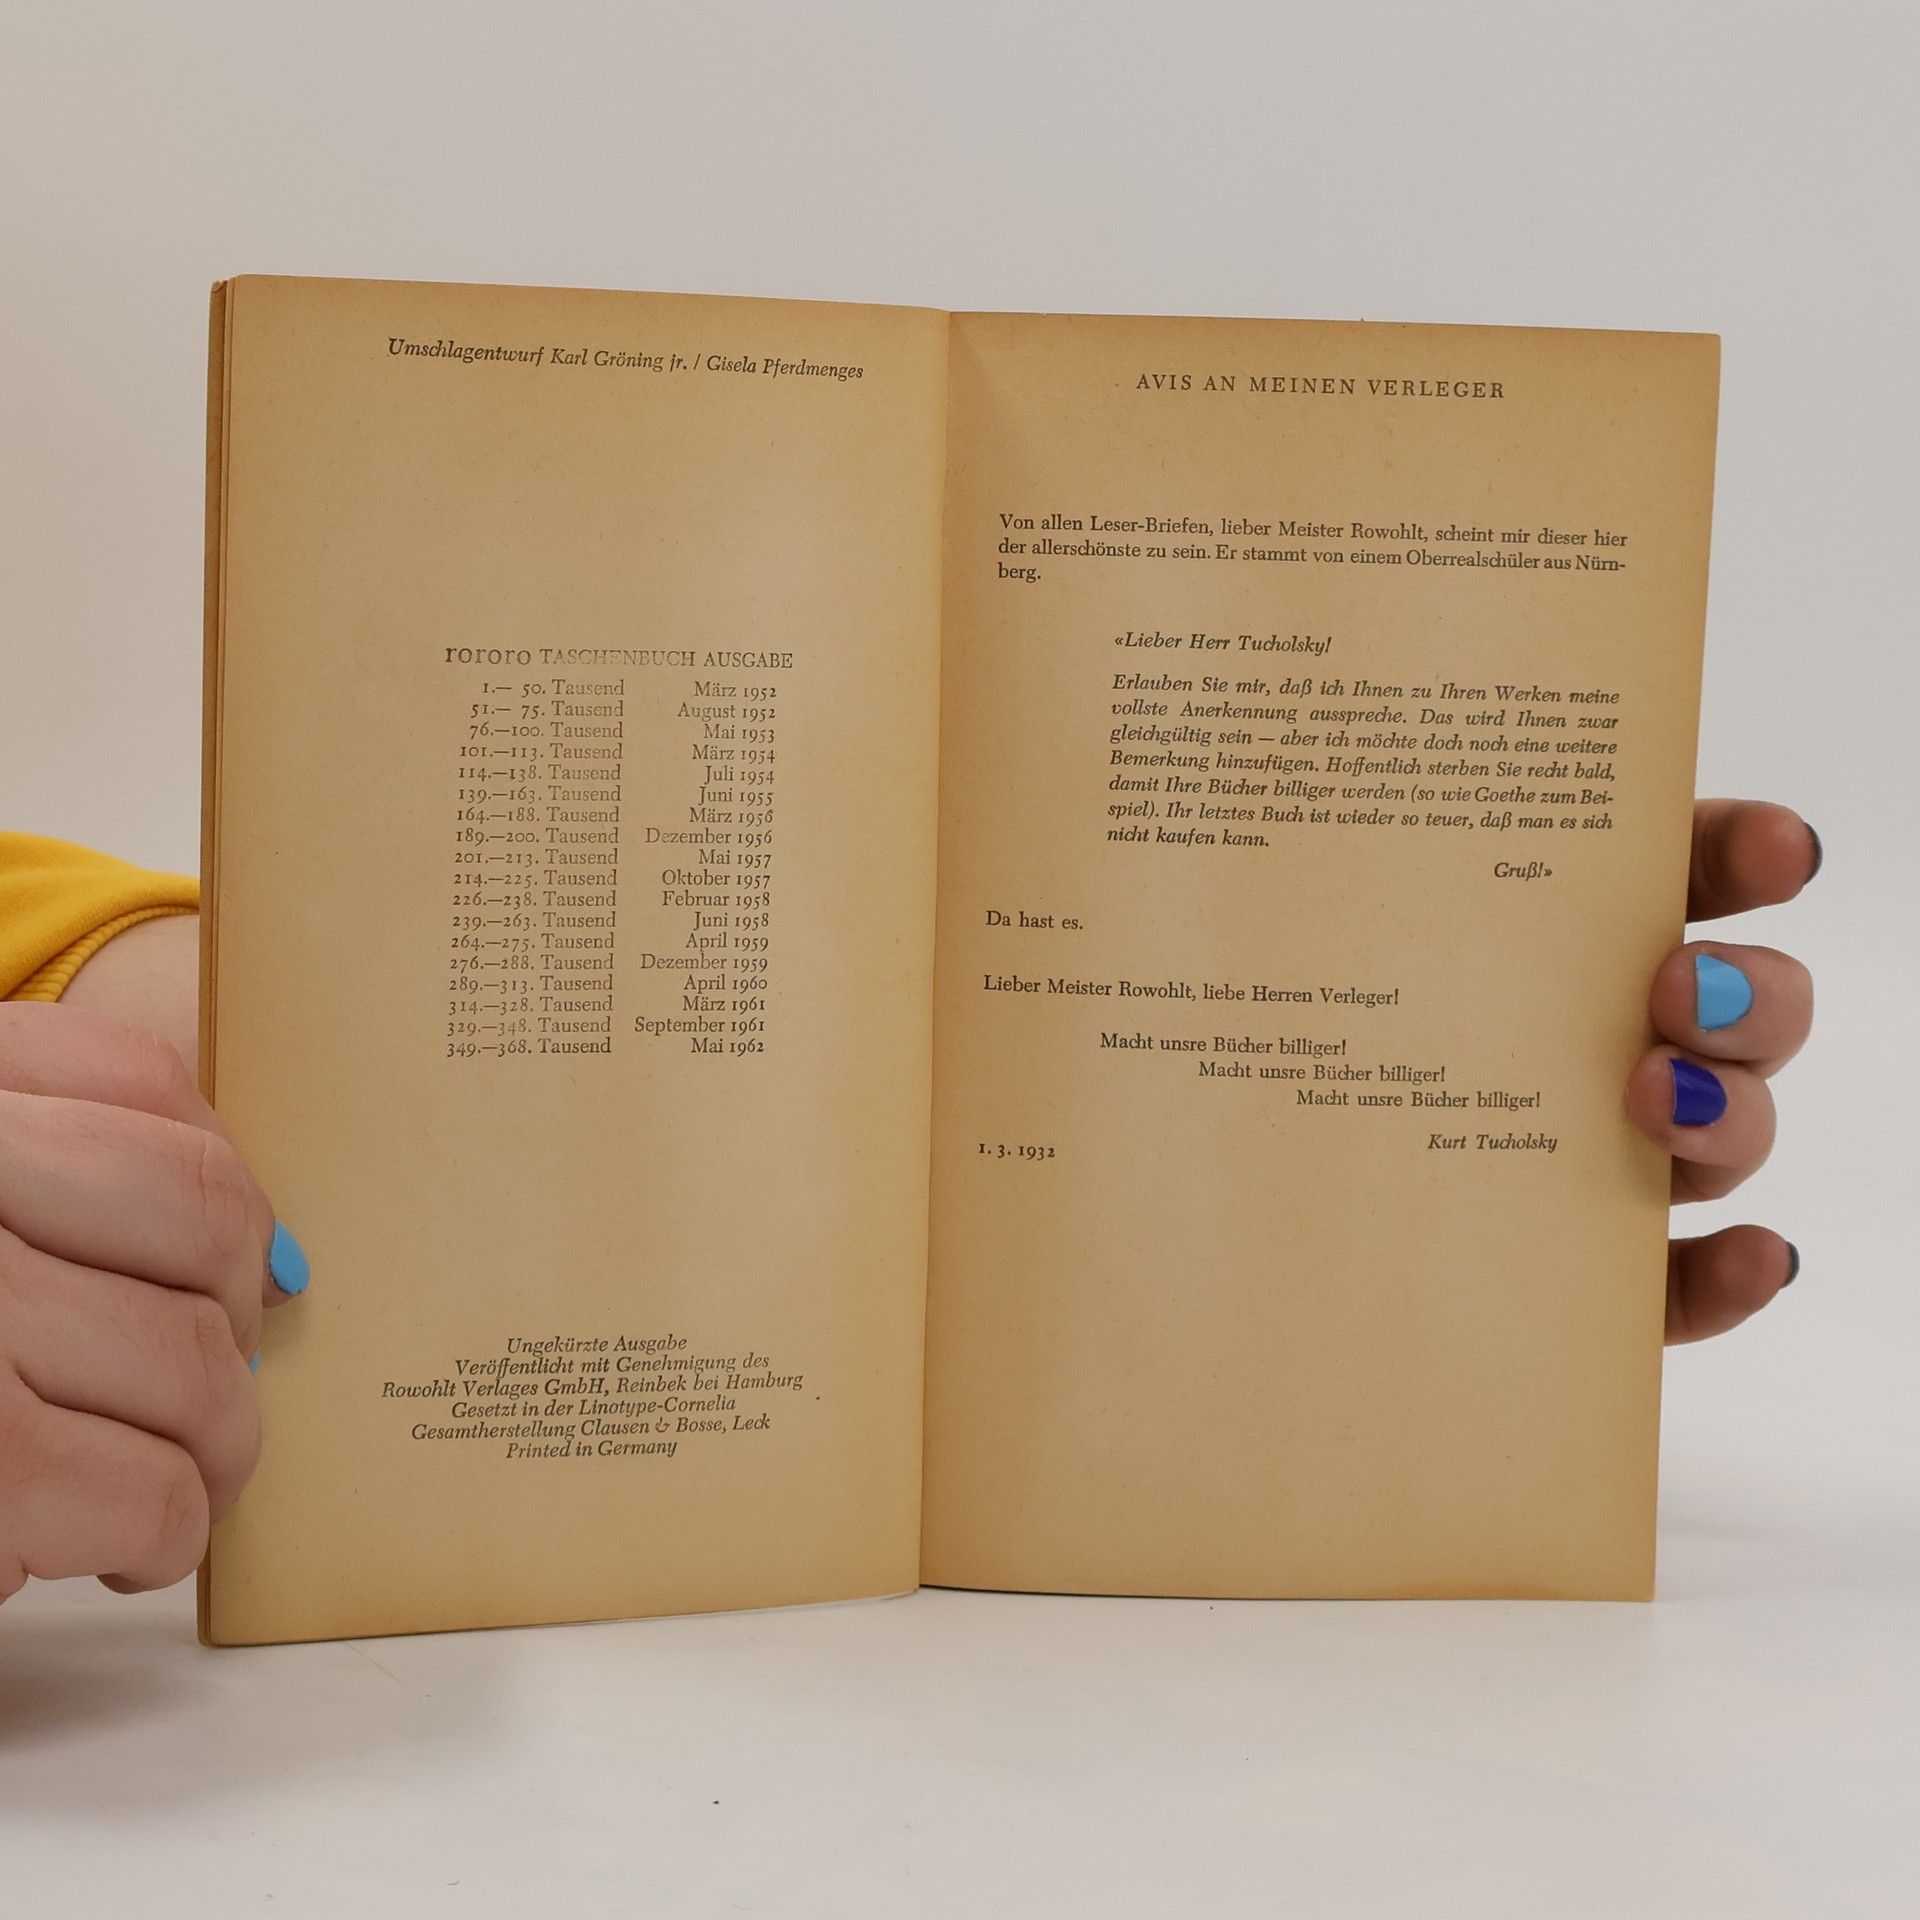 Umschlagentwurf Karl Gröning jr. / Gisela Pferdmenges
rororo TASCHENBUCH AUSGABE
1.— 50. Tausend März 1952
51.— 75. Tausend August 1952
76.—100. Tausend Mai 1953
101.—113. Tausend März 1954
114.—138. Tausend Juli 1954
139.—163. Tausend Juni 1955
164.—188. Tausend März 1956
189.—200. Tausend Dezember 1956
201.—213. Tausend Mai 1957
214.—225. Tausend Oktober 1957
226.—238. Tausend Februar 1958
239.—263. Tausend Juni 1958
264.—275. Tausend April 1959
276.—288. Tausend Dezember 1959
289.—313. Tausend April 1960
314.—328. Tausend März 1961
329.—348. Tausend September 1961
349.—368. Tausend Mai 1962
Ungekürzte Ausgabe
Veröffentlicht mit Genehmigung des
Rowohlt Verlages GmbH, Reinbek bei Hamburg
Gesetzt in der Linotype-Cornelia
Gesamtherstellung Clausen & Bosse, Leck
Printed in Germany
AVIS AN MEINEN VERLEGER
Von allen Leser-Briefen, lieber Meister Rowohlt, scheint mir dieser hier
der allerschönste zu sein. Er stammt von einem Oberrealschüler aus Nürn-
berg.
«Lieber Herr Tucholsky!
Erlauben Sie mir, daß ich Ihnen zu Ihren Werken meine
vollste Anerkennung ausspreche. Das wird Ihnen zwar
gleichgültig sein — aber ich möchte doch noch eine weitere
Bemerkung hinzufügen. Hoffentlich sterben Sie recht bald,
damit Ihre Bücher billiger werden (so wie Goethe zum Bei-
spiel). Ihr letztes Buch ist wieder so teuer, daß man es sich
nicht kaufen kann.
Gruß!»
Da hast es.
Lieber Meister Rowohlt, liebe Herren Verleger!
Macht unsre Bücher billiger!
Macht unsre Bücher billiger!
Macht unsre Bücher billiger!
Kurt Tucholsky
1. 3. 1932